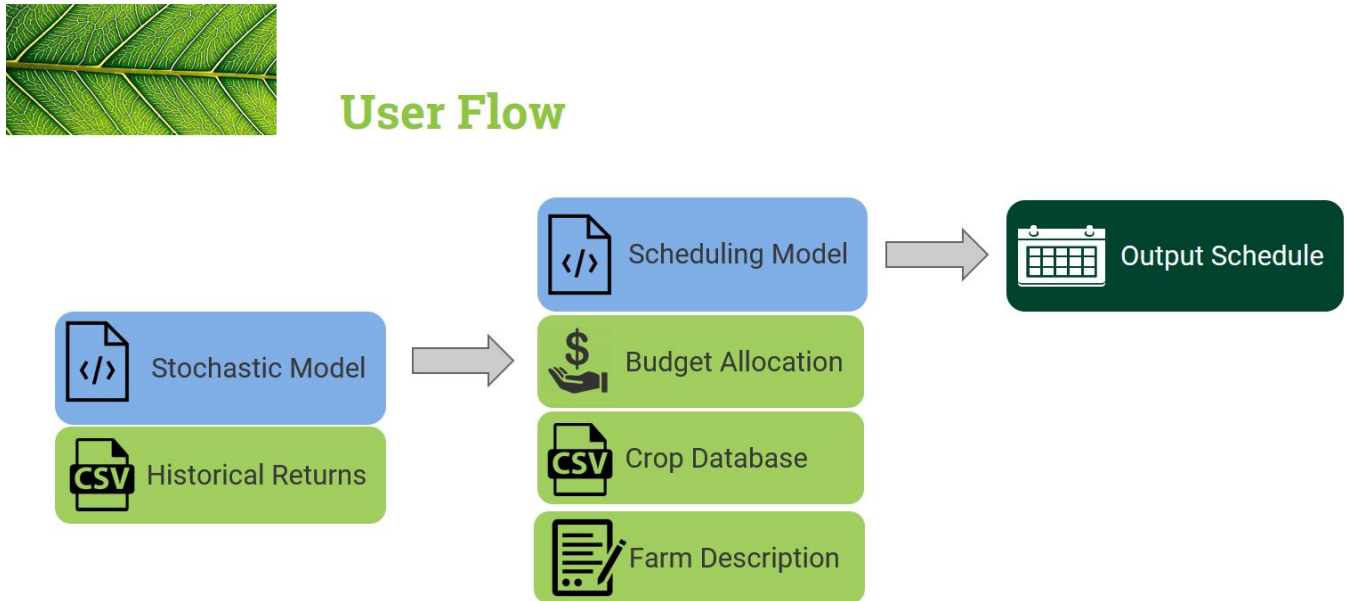 User Flow
Stochastic Model
CSV Historical Returns
Scheduling Model
$ Budget Allocation
CSV Crop Database
Farm Description
Output Schedule